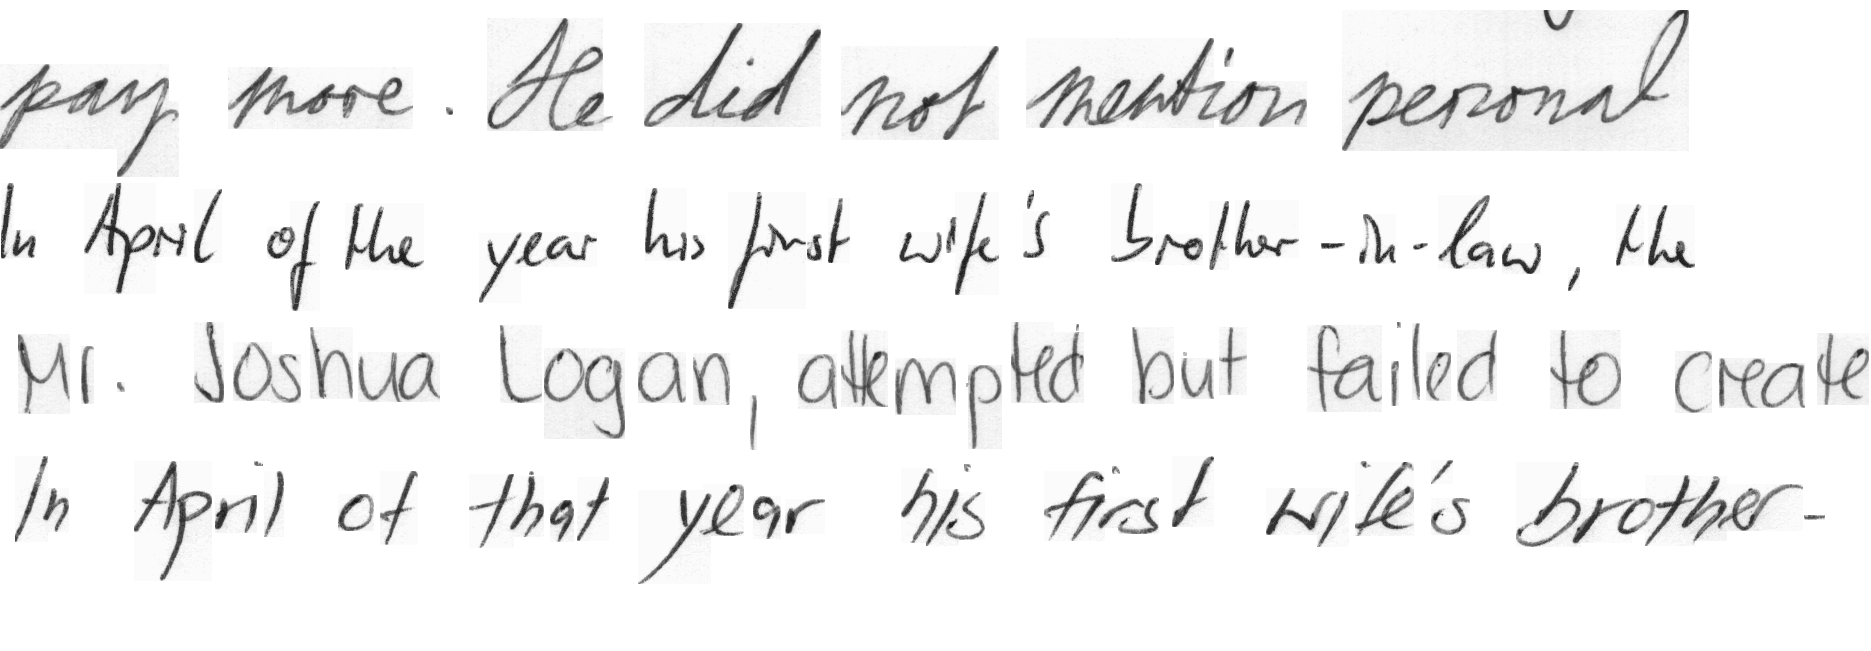 pay more. He did not mention personal
In April of the year his first wife's brother-in-law, the
Mr. Joshua Logan, attempted but failed to create
In April of that year his first wife's brother-